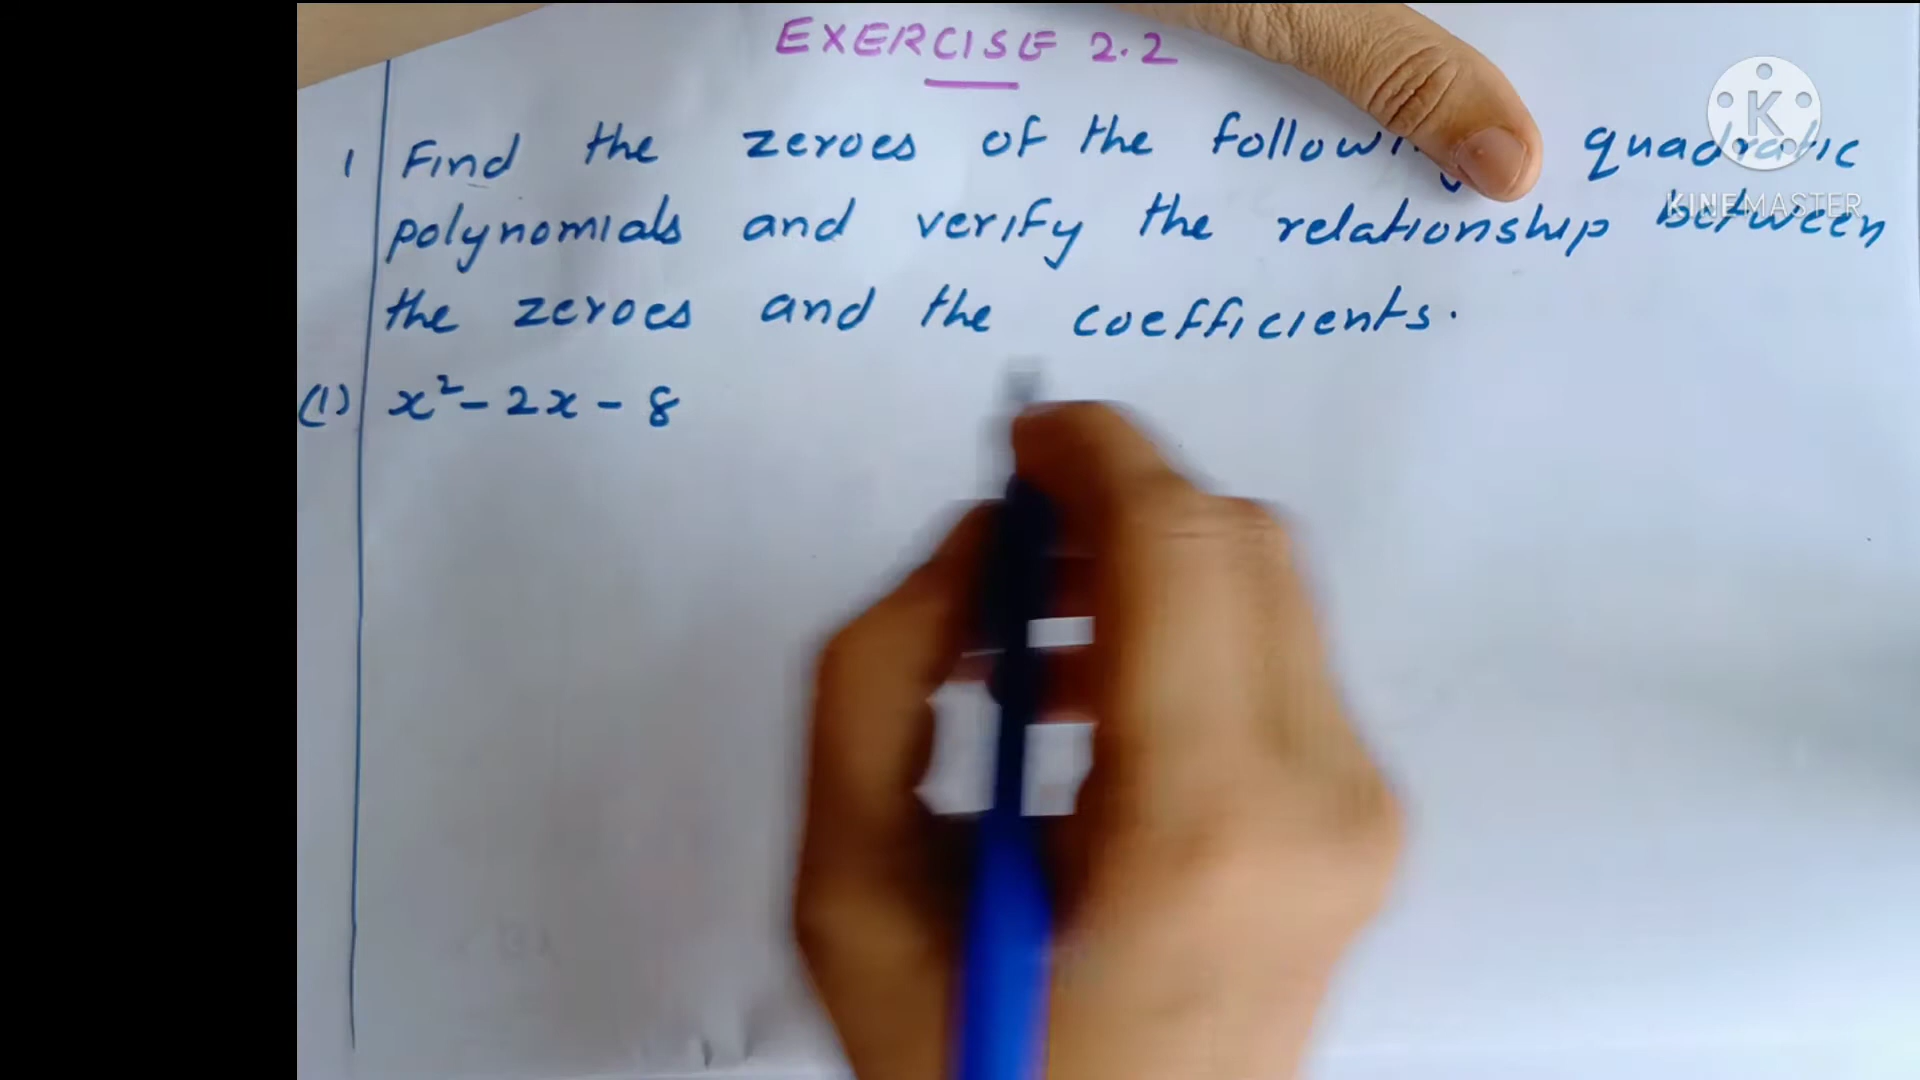 EXERCISE 2.2
1 Find the zeroes of the quadratic
polynomials and verify the relationship between
the zeroes and the coefficients.
(1) x² - 2x - 8
K
KINEMASTER